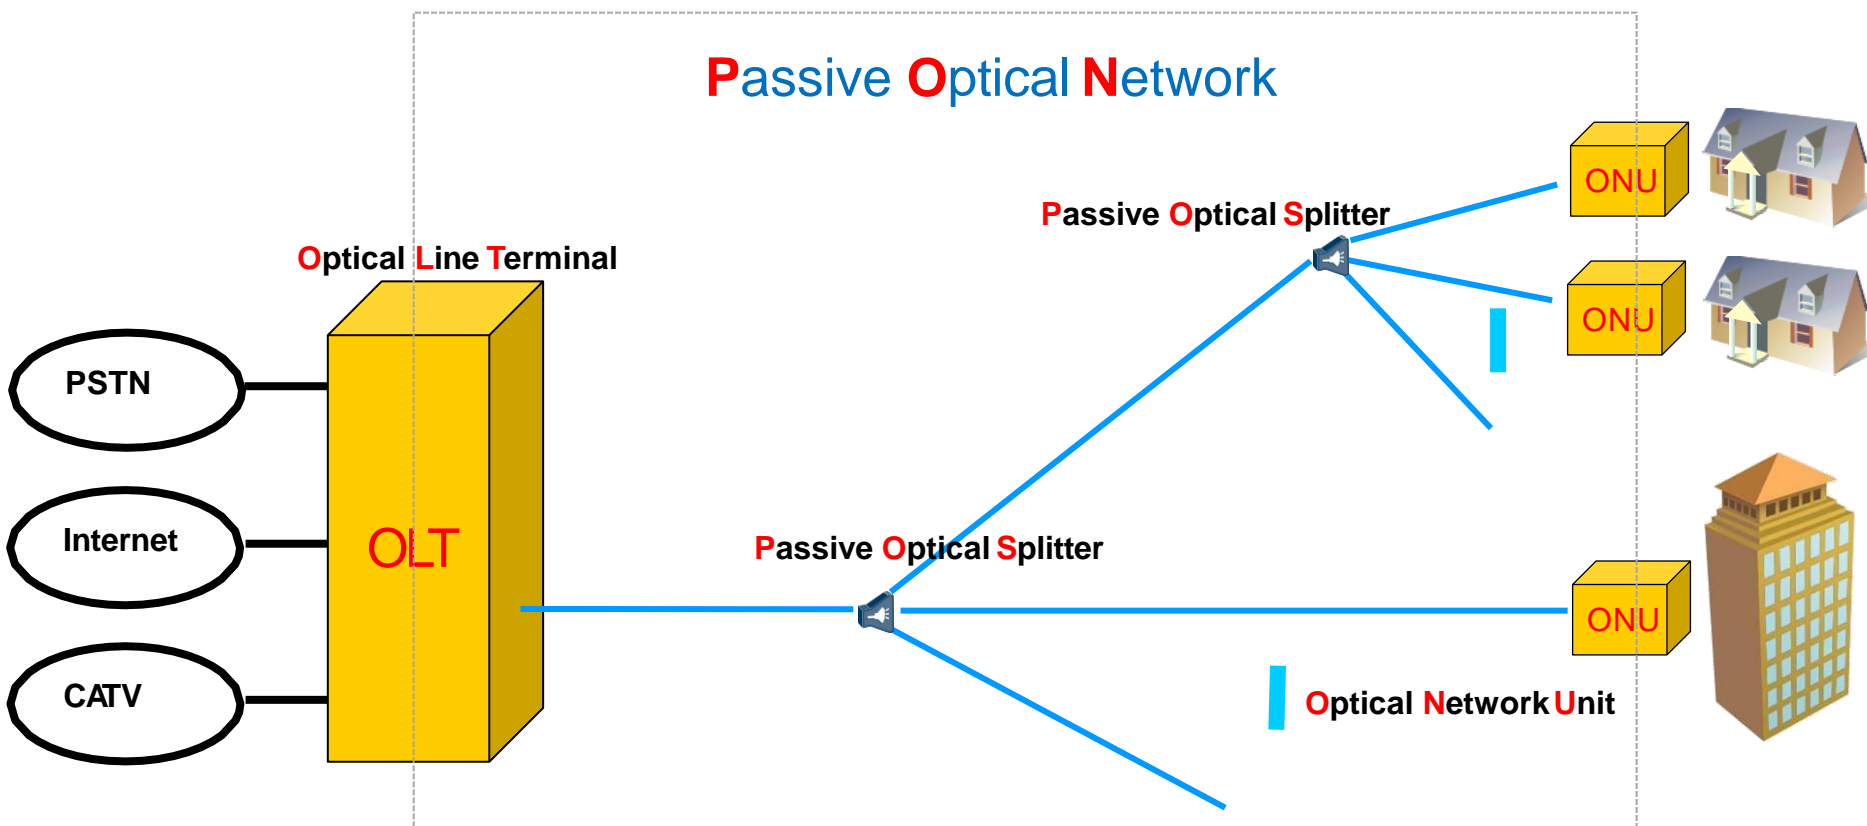 Passive Optical Network
ONU
Passive Optical Splitter
Optical Line Terminal
ONU
PSTN
Internet
OLT
Passive Optical Splitter
ONU
CATV
Optical Network Unit